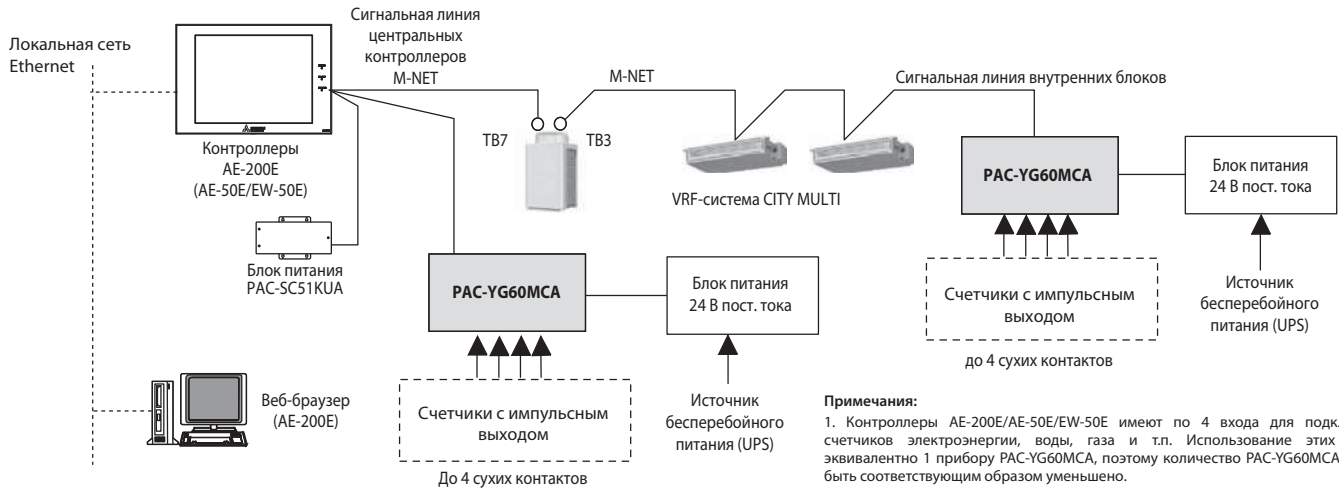 Локальная сеть
Ethernet
Сигнальная линия
центральных
контроллеров
M-NET
M-NET
Сигнальная линия внутренних блоков
Контроллеры
AE-200E
(AE-50E/EW-50E)
TB7
TB3
VRF-система CITY MULTI
PAC-YG60MCA
Блок питания
24 В пост. тока
Блок питания
PAC-SC51KUA
PAC-YG60MCA
Блок питания
24 В пост. тока
Счетчики с импульсным
выходом
до 4 сухих контактов
Источник
бесперебойного
питания (UPS)
Веб-браузер
(AE-200E)
Счетчики с импульсным
выходом
До 4 сухих контактов
Источник
бесперебойного
питания (UPS)
Примечания:
1. Контроллеры AE-200E/AE-50E/EW-50E имеют по 4 входа для подк
счетчиков электроэнергии, воды, газа и т.п. Использование этих
эквивалентно 1 прибору PAC-YG60MCA, поэтому количество PAC-YG60MCA
быть соответствующим образом уменьшено.